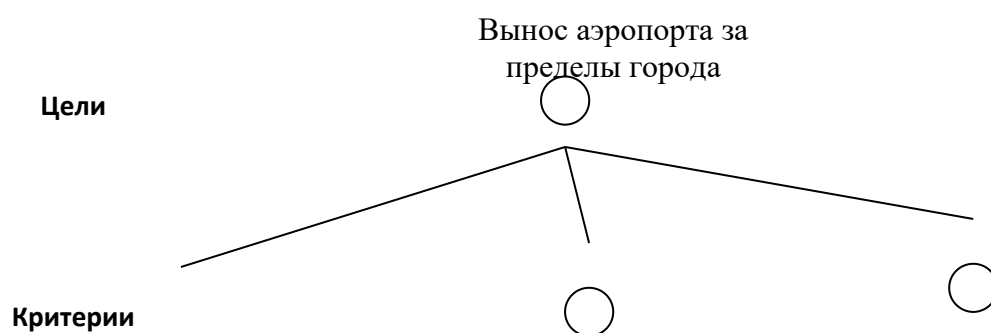 Вынос аэропорта за
пределы города
Цели
Критерии